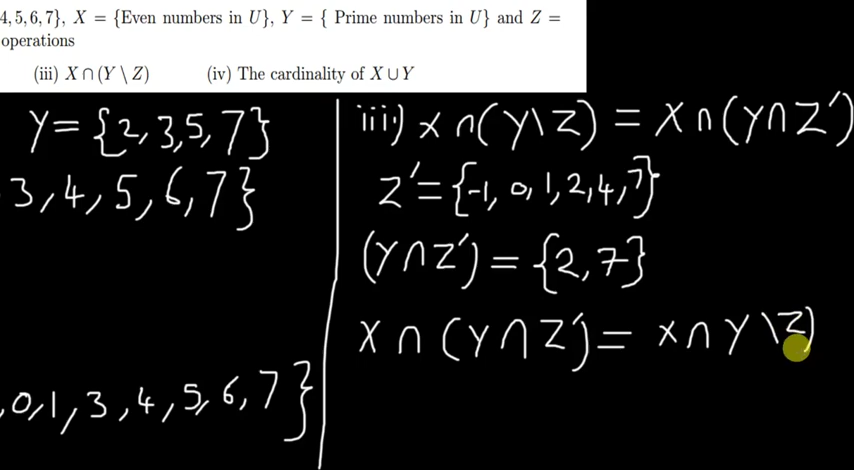 4, 5, 6, 7}, X = {Even numbers in U}, Y = { Prime numbers in U} and Z =
operations
(iii) X ∩ (Y \ Z) (iv) The cardinality of X ∪ Y
Y = {2, 3, 5, 7}
3, 4, 5, 6, 7}
, 0, 1, 3, 4, 5, 6, 7}
iii) X ∩ (Y \ Z) = X ∩ (Y ∩ Z')
Z' = {-1, 0, 1, 2, 4, 7}
(Y ∩ Z') = {2, 7}
X ∩ (Y ∩ Z') = X ∩ Y \ Z)